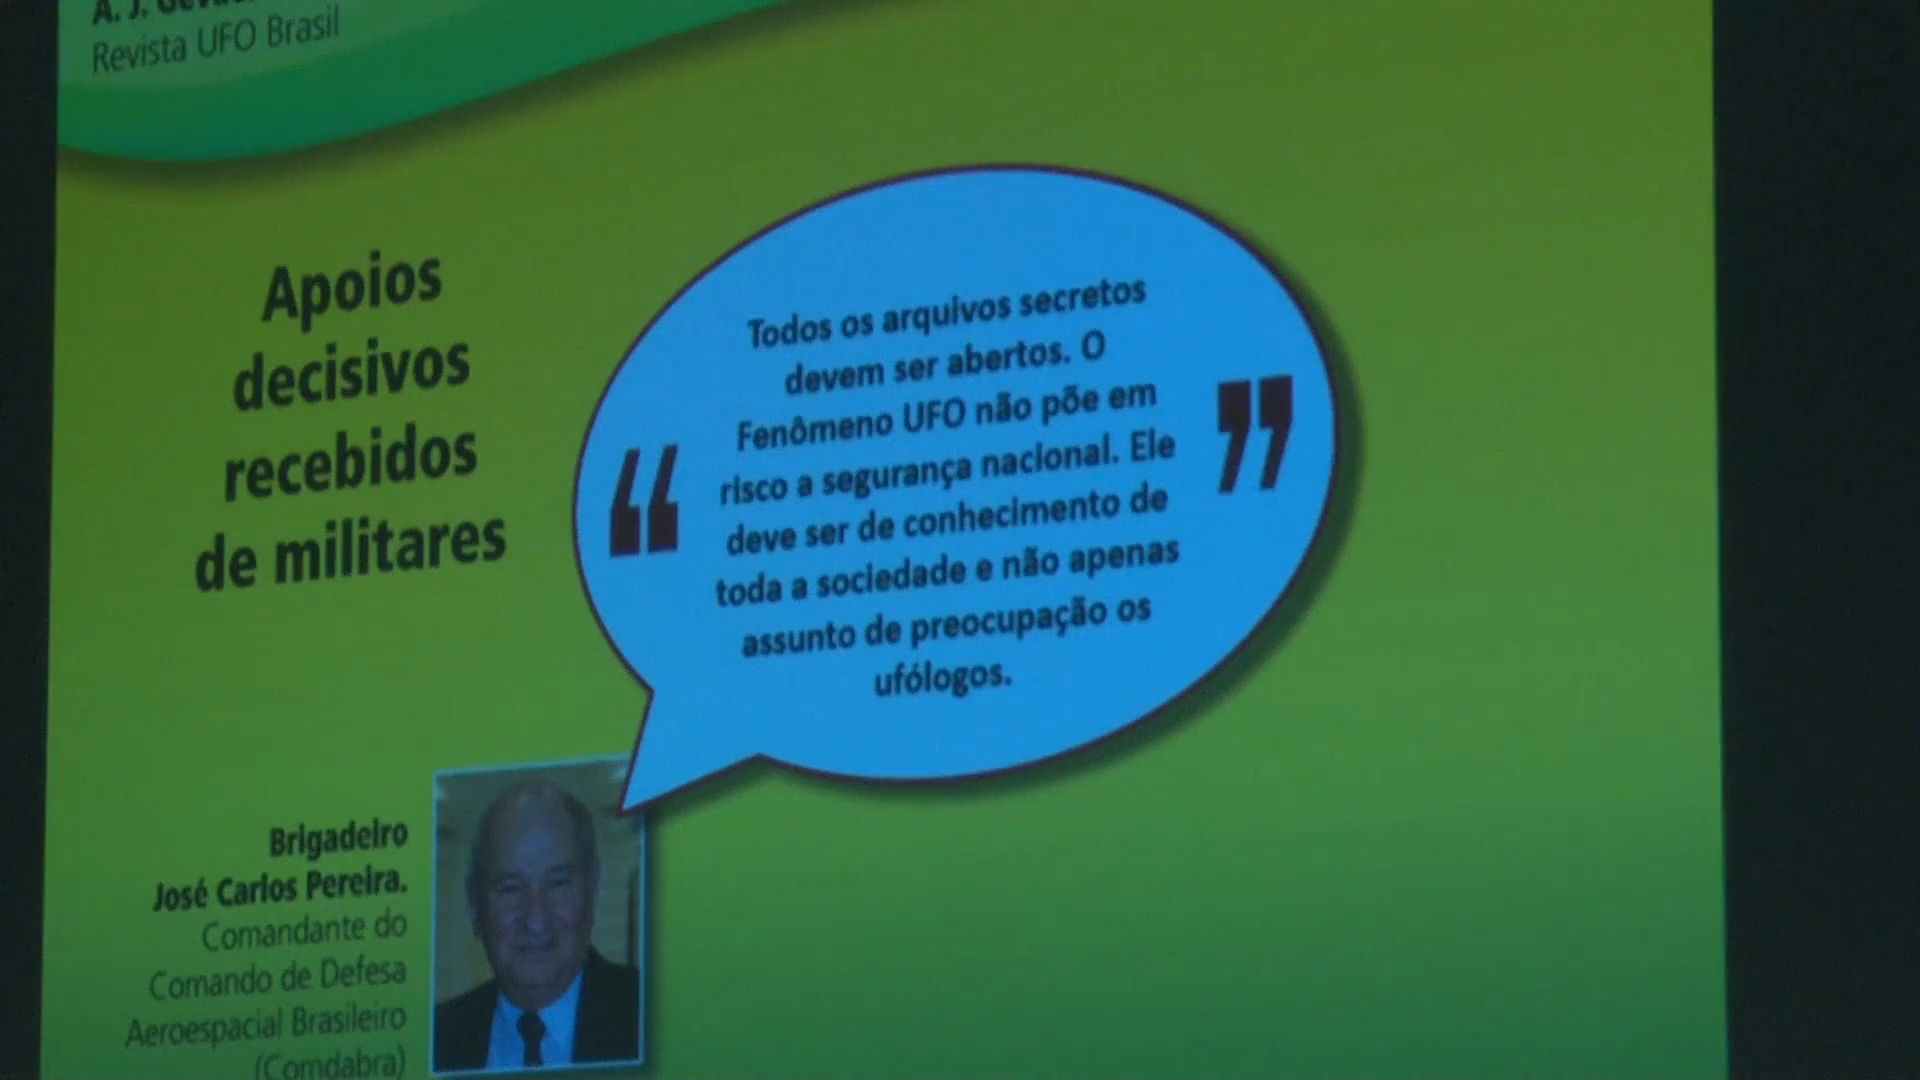 A. J.
Revista UFO Brasil
Apoios
decisivos
recebidos
de militares
“
Todos os arquivos secretos
devem ser abertos. O
Fenômeno UFO não põe em
risco a segurança nacional. Ele
deve ser de conhecimento de
toda a sociedade e não apenas
assunto de preocupação os
ufólogos.
”
Brigadeiro
José Carlos Pereira.
Comandante do
Comando de Defesa
Aeroespacial Brasileiro
(Comdabra)